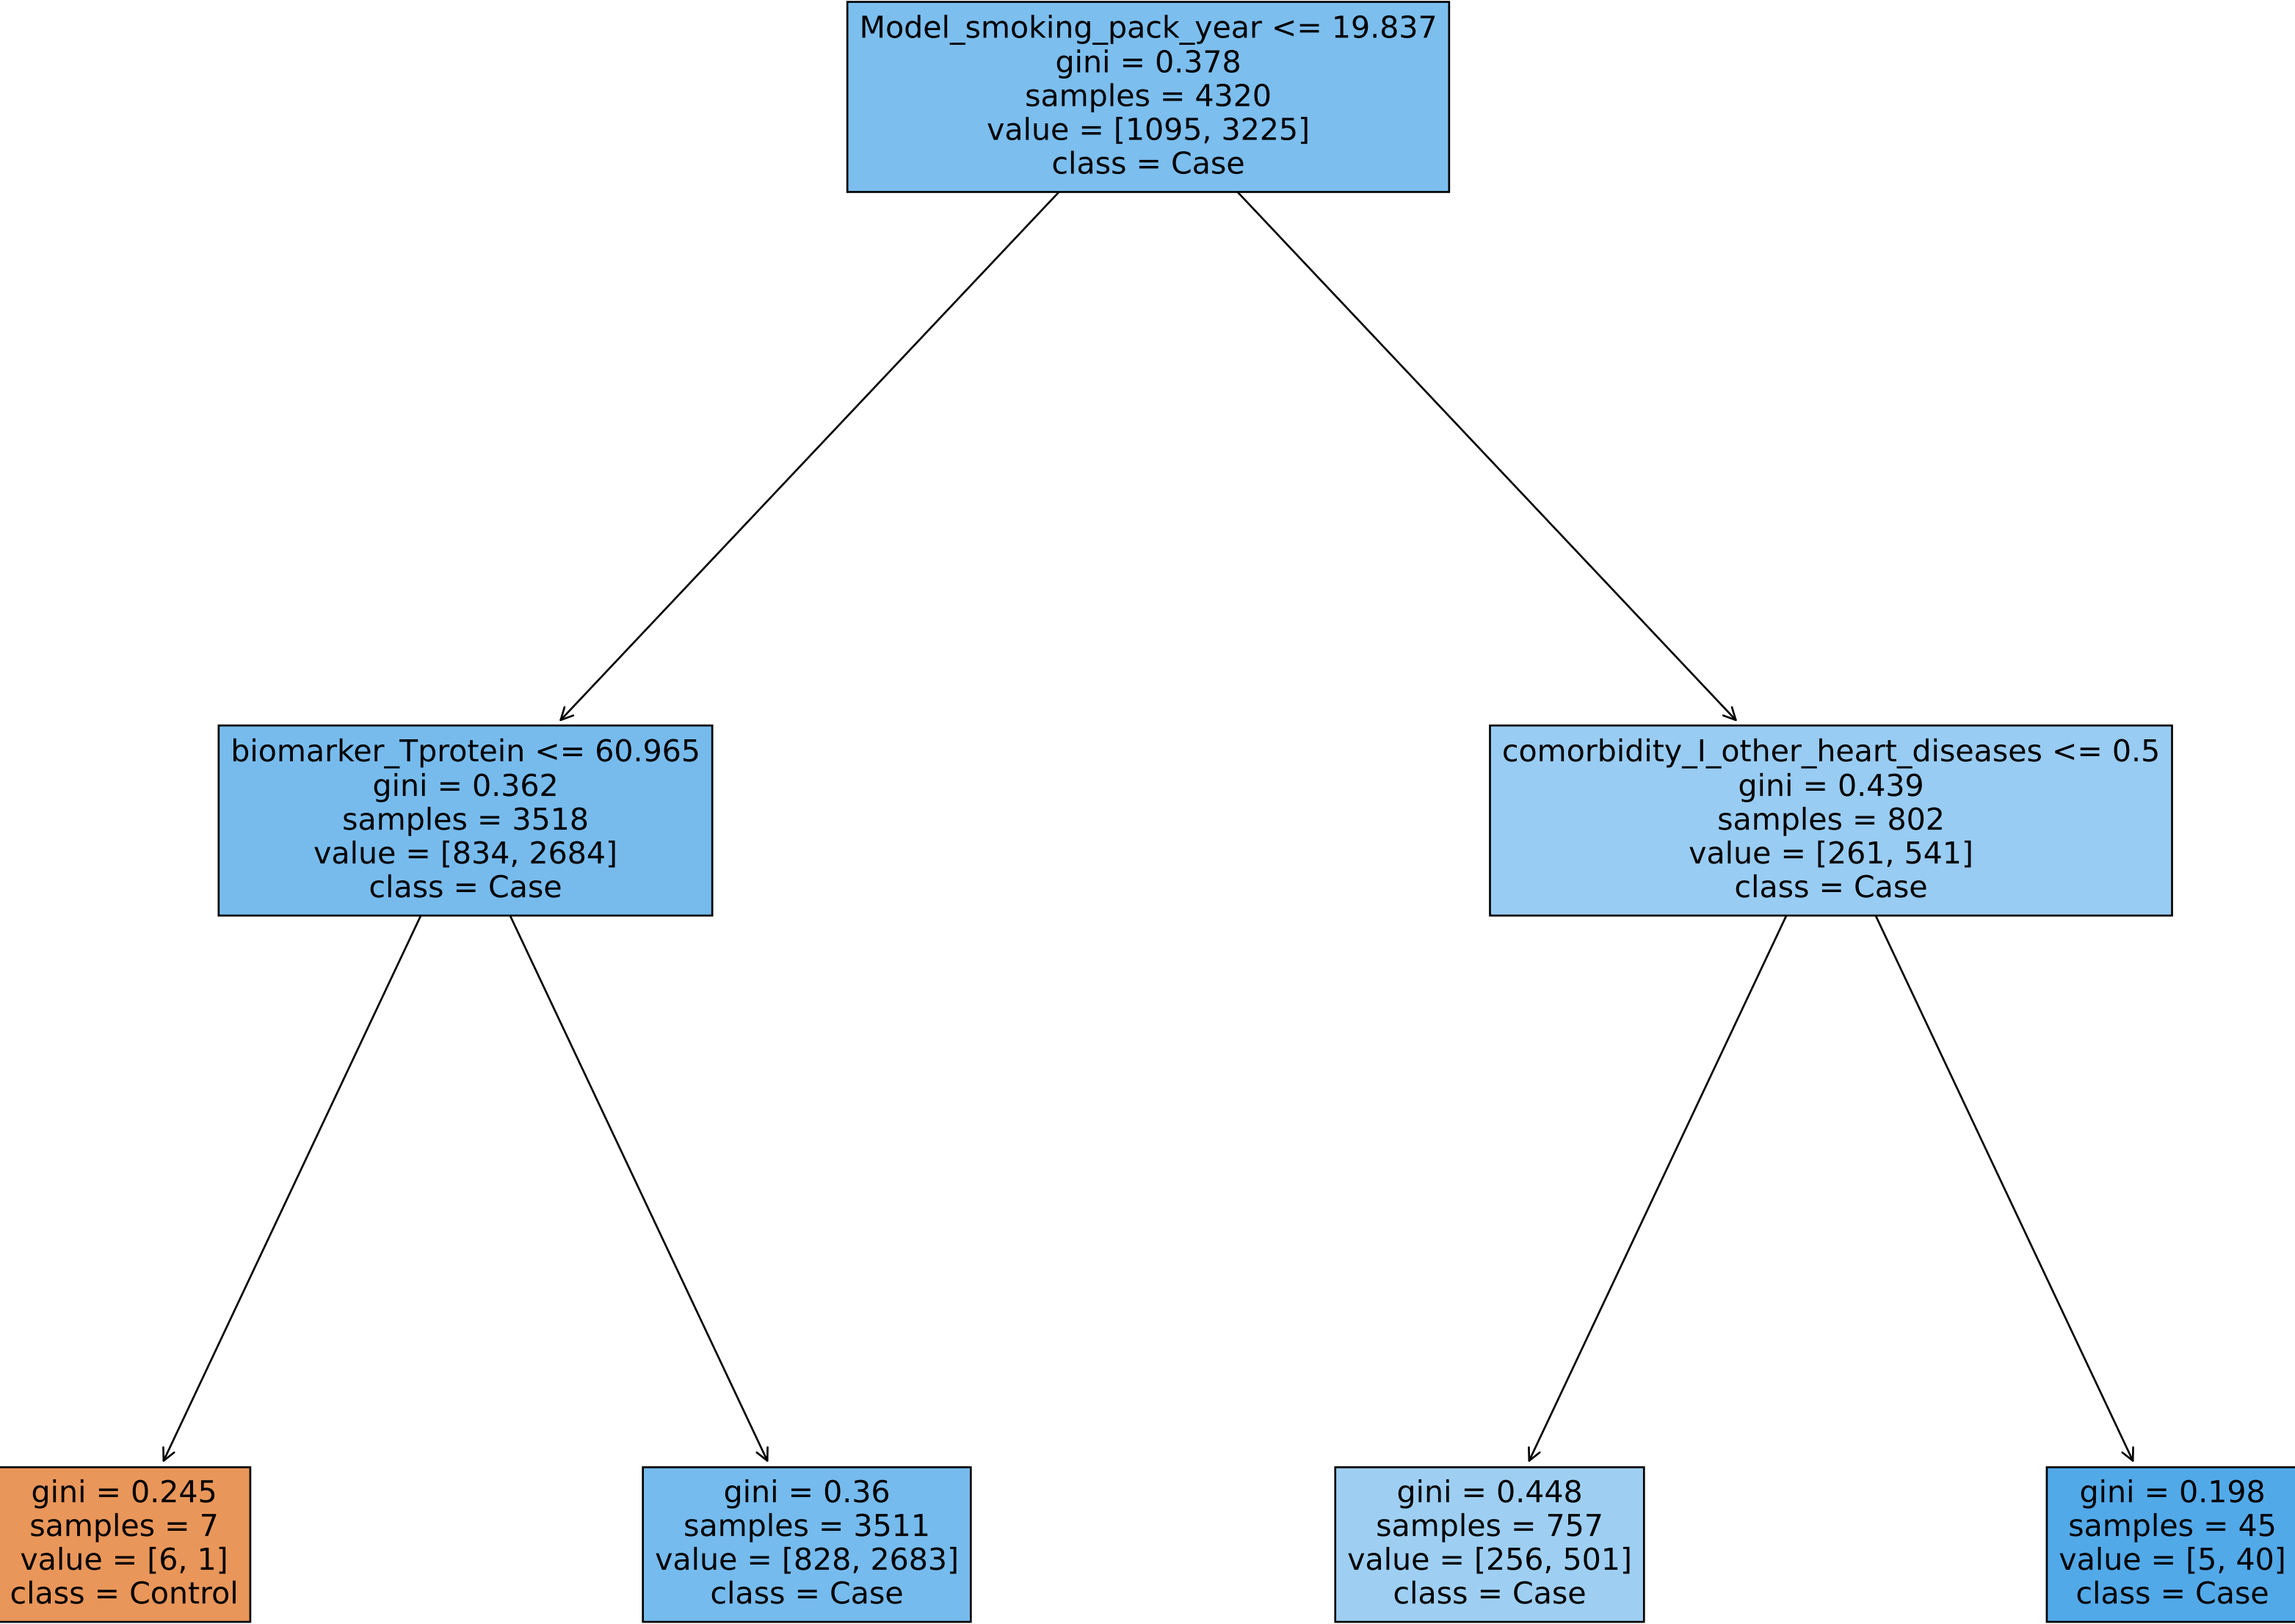 Model_smoking_pack_year <= 19.837
gini = 0.378
samples = 4320
value = [1095, 3225]
class = Case
biomarker_Tprotein <= 60.965
gini = 0.362
samples = 3518
value = [834, 2684]
class = Case
comorbidity_I_other_heart_diseases <= 0.5
gini = 0.439
samples = 802
value = [261, 541]
class = Case
gini = 0.245
samples = 7
value = [6, 1]
class = Control
gini = 0.36
samples = 3511
value = [828, 2683]
class = Case
gini = 0.448
samples = 757
value = [256, 501]
class = Case
gini = 0.198
samples = 45
value = [5, 40]
class = Case